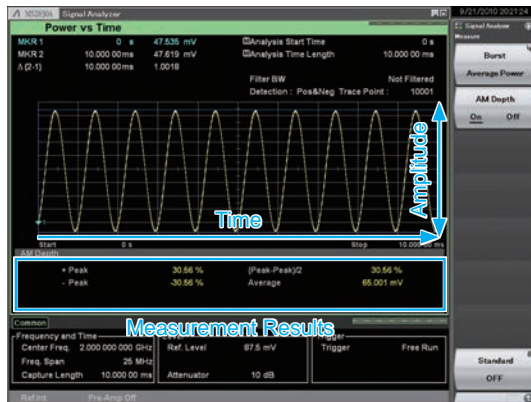 MS2830A Signal Analyzer 9/21/2010 20:21:24
Power vs Time Signal Analyzer
Measure
MKR 1 0 s 47.535 mV Analysis Start Time 0 s
MKR 2 10.000 00 ms 47.619 mV Analysis Time Length 10.000 00 ms
Δ (2-1) 10.000 00 ms 1.0018
Burst
Average Power
Filter BW Not Filtered
Detection : Pos&Neg Trace Point : 10001
AM Depth
On Off
Amplitude
1
Time
Start 0 s Stop 10.000 00 ms
AM Depth
+ Peak 30.56 % (Peak-Peak)/2 30.56 %
- Peak -30.56 % Average 65.001 mV
Common
Measurement Results
Frequency and Time Level Trigger
Center Freq. 2.000 000 000 GHz Ref. Level 87.5 mV Trigger Free Run
Freq. Span 25 MHz
Capture Length 10.000 00 ms Attenuator 10 dB
Standard
OFF
Ref.Int Pre-Amp Off